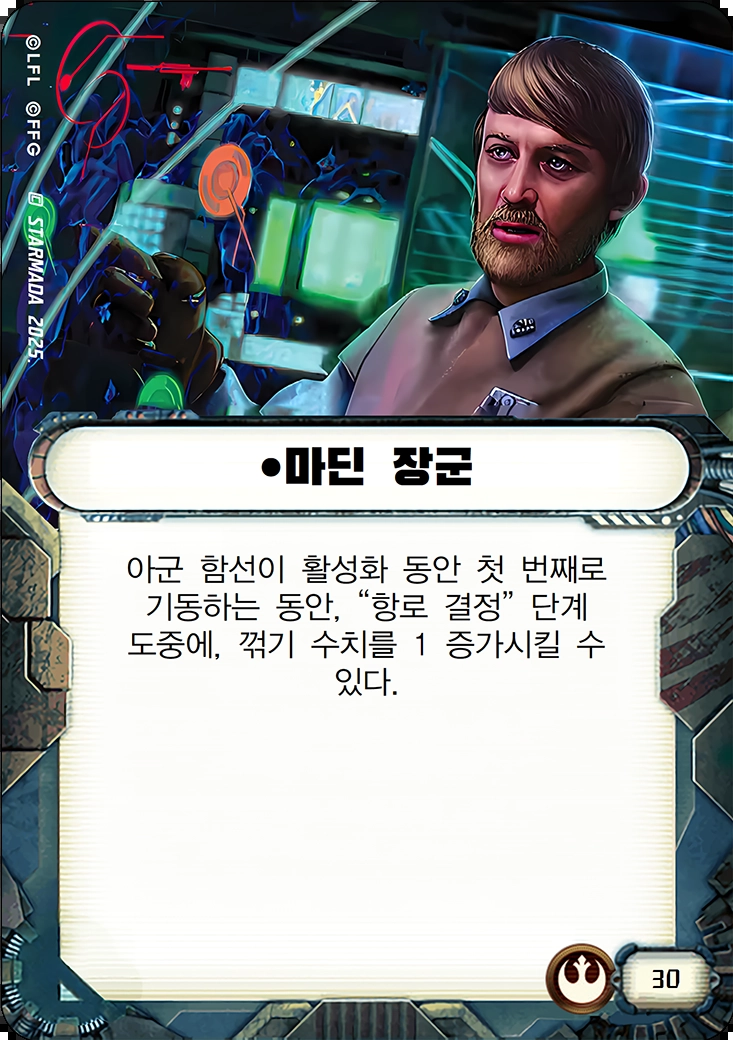 ©LFL ©FFG
STARMADA 2025.
•마딘 장군
아군 함선이 활성화 동안 첫 번째로
기동하는 동안, “항로 결정” 단계
도중에, 꺾기 수치를 1 증가시킬 수
있다.
30